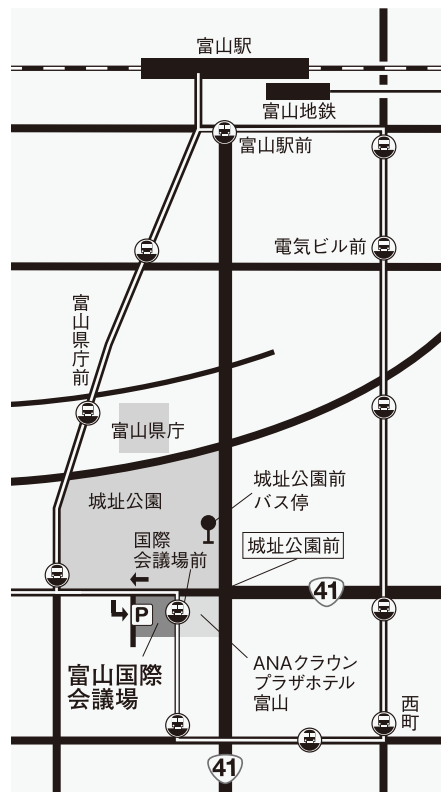 富山駅
富山地鉄
富山駅前
電気ビル前
富山県庁前
富山県庁
城址公園
城址公園前
バス停
国際
会議場前
城址公園前
41
P
富山国際
会議場
ANAクラウン
プラザホテル
富山
西町
41